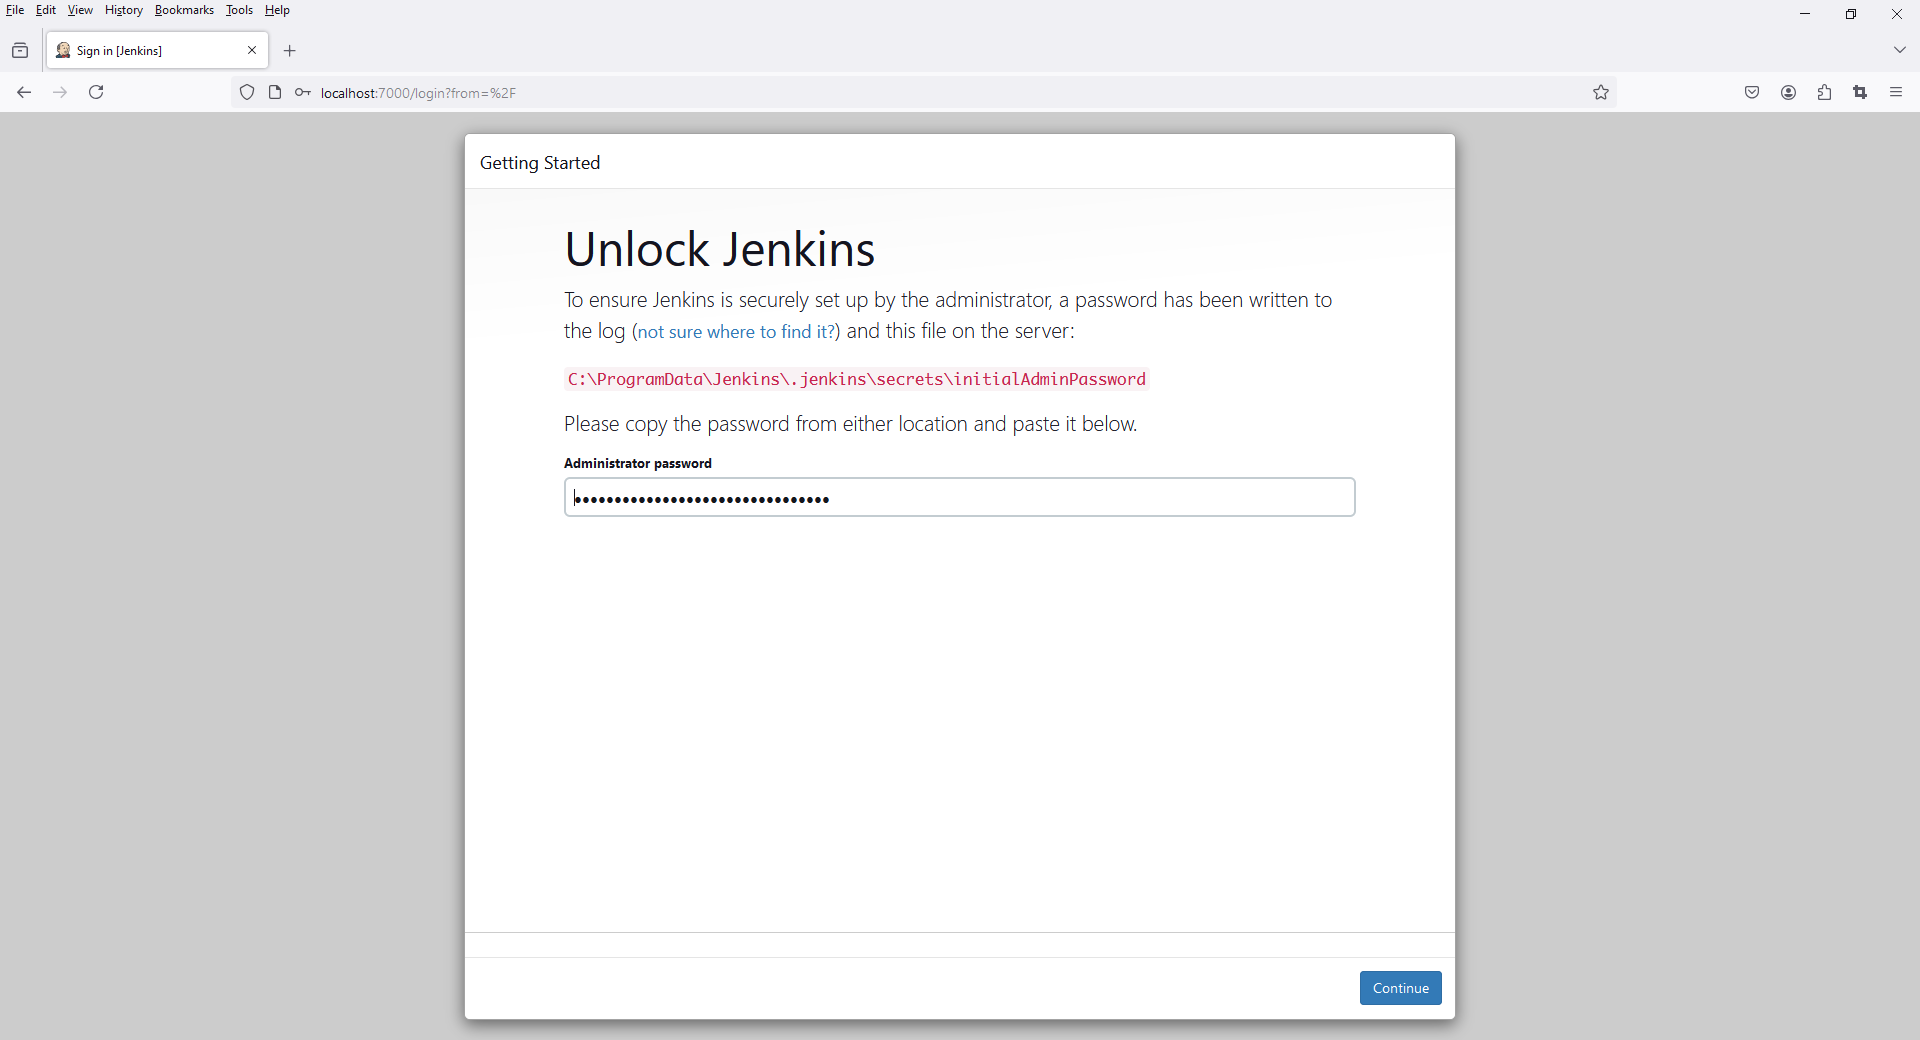 File Edit View History Bookmarks Tools Help
Sign in [Jenkins]
localhost:7000/login?from=%2F
Getting Started
Unlock Jenkins
To ensure Jenkins is securely set up by the administrator, a password has been written to
the log (not sure where to find it?) and this file on the server:
C:\ProgramData\Jenkins\.jenkins\secrets\initialAdminPassword
Please copy the password from either location and paste it below.
Administrator password
••••••••••••••••••••••••••••••••
Continue